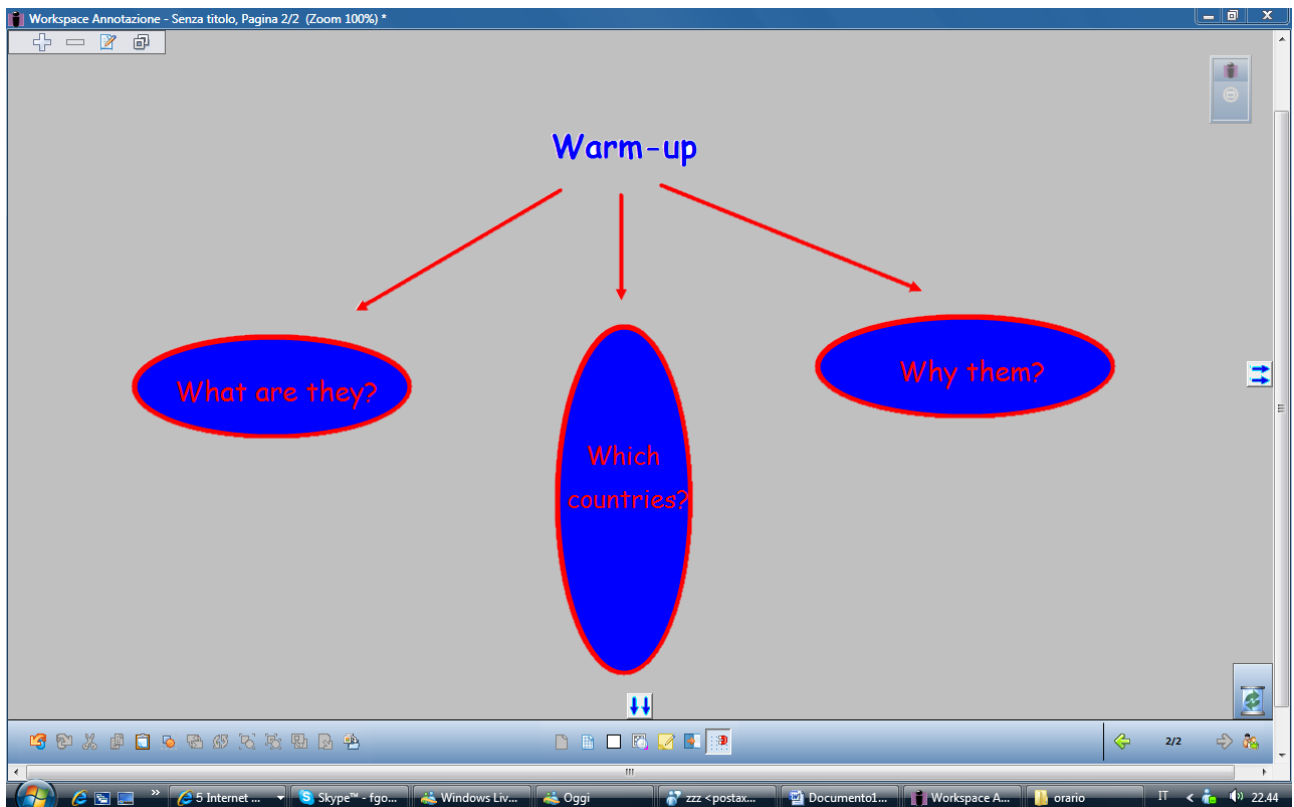 Workspace Annotazione - Senza titolo, Pagina 2/2 (Zoom 100%) *
Warm-up
What are they?
Which
countries?
Why them?
2/2
5 Internet ...
Skype™ - fgo...
Windows Liv...
Oggi
zzz <postax...
Documento1...
Workspace A...
orario
IT
22.44